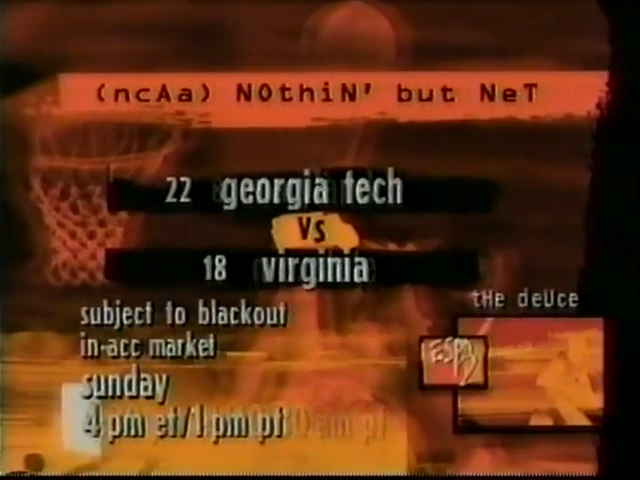 (ncAa) N0thiN' but NeT
22 georgia tech
vs
18 virginia
subject to blackout
in-acc market
sunday
4 pm et/1 pm pt
tHe deUce
ESPN2